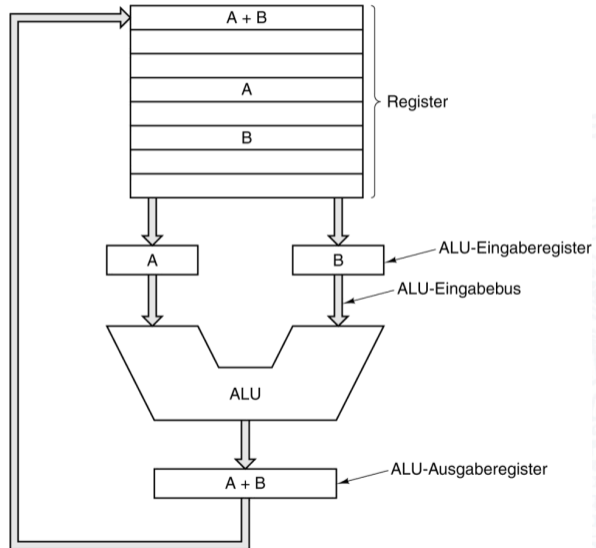 A + B
A
Register
B
A
B
ALU-Eingaberegister
ALU-Eingabebus
ALU
A + B
ALU-Ausgaberegister